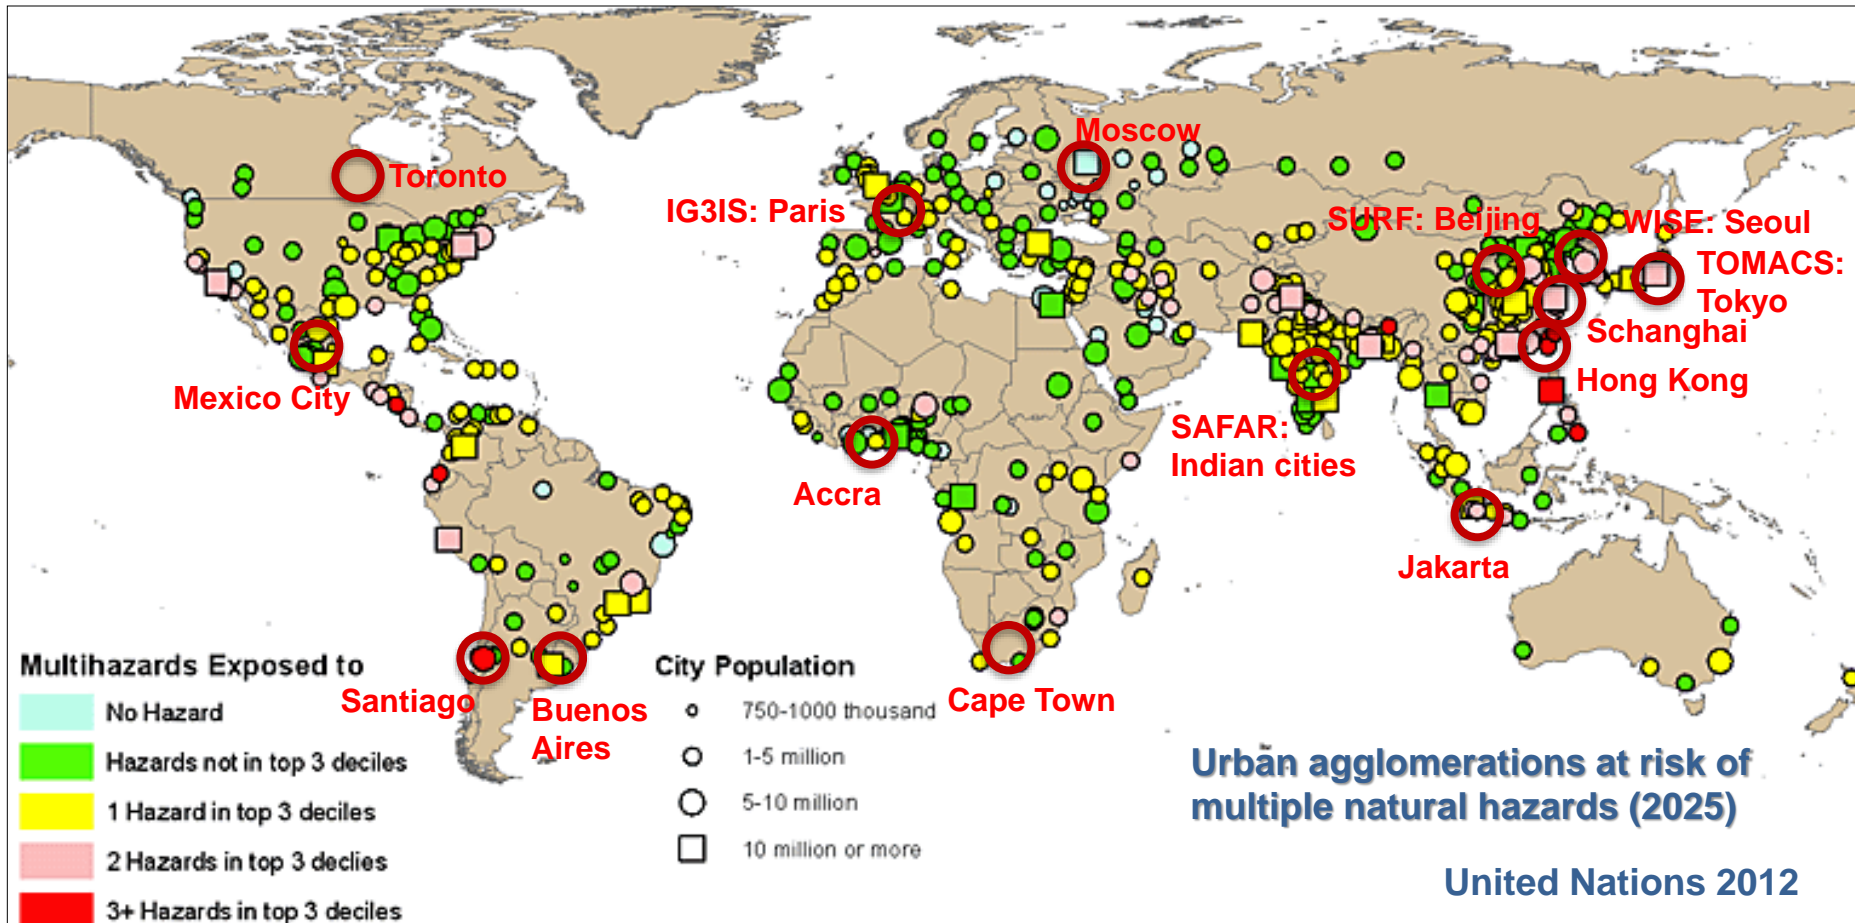 Moscow
Toronto
IG3IS: Paris
SURF: Beijing
WISE: Seoul
TOMACS:
Tokyo
Schanghai
Mexico City
Hong Kong
SAFAR:
Indian cities
Accra
Jakarta
Santiago
Buenos
Aires
Cape Town
Multihazards Exposed to
No Hazard
Hazards not in top 3 deciles
1 Hazard in top 3 deciles
2 Hazards in top 3 declies
3+ Hazards in top 3 deciles
City Population
750-1000 thousand
1-5 million
5-10 million
10 million or more
Urban agglomerations at risk of
multiple natural hazards (2025)
United Nations 2012